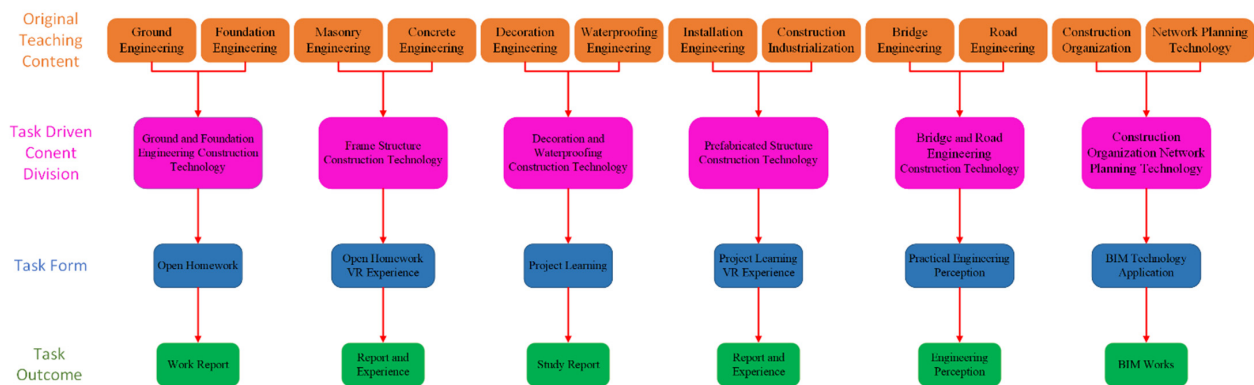 Original
Teaching
Content
Ground
Engineering
Foundation
Engineering
Masonry
Engineering
Concrete
Engineering
Decoration
Engineering
Waterproofing
Engineering
Installation
Engineering
Construction
Industrialization
Bridge
Engineering
Road
Engineering
Construction
Organization
Network Planning
Technology
Task Driven
Conent
Division
Ground and Foundation
Engineering Construction
Technology
Frame Structure
Construction Technology
Decoration and
Waterproofing
Construction Technology
Prefabricated Structure
Construction Technology
Bridge and Road
Engineering
Construction Technology
Construction
Organization Network
Planning Technology
Task Form
Open Homework
Open Homework
VR Experience
Project Learning
Project Learning
VR Experience
Practical Engineering
Perception
BIM Technology
Application
Task
Outcome
Work Report
Report and
Experience
Study Report
Report and
Experience
Engineering
Perception
BIM Works